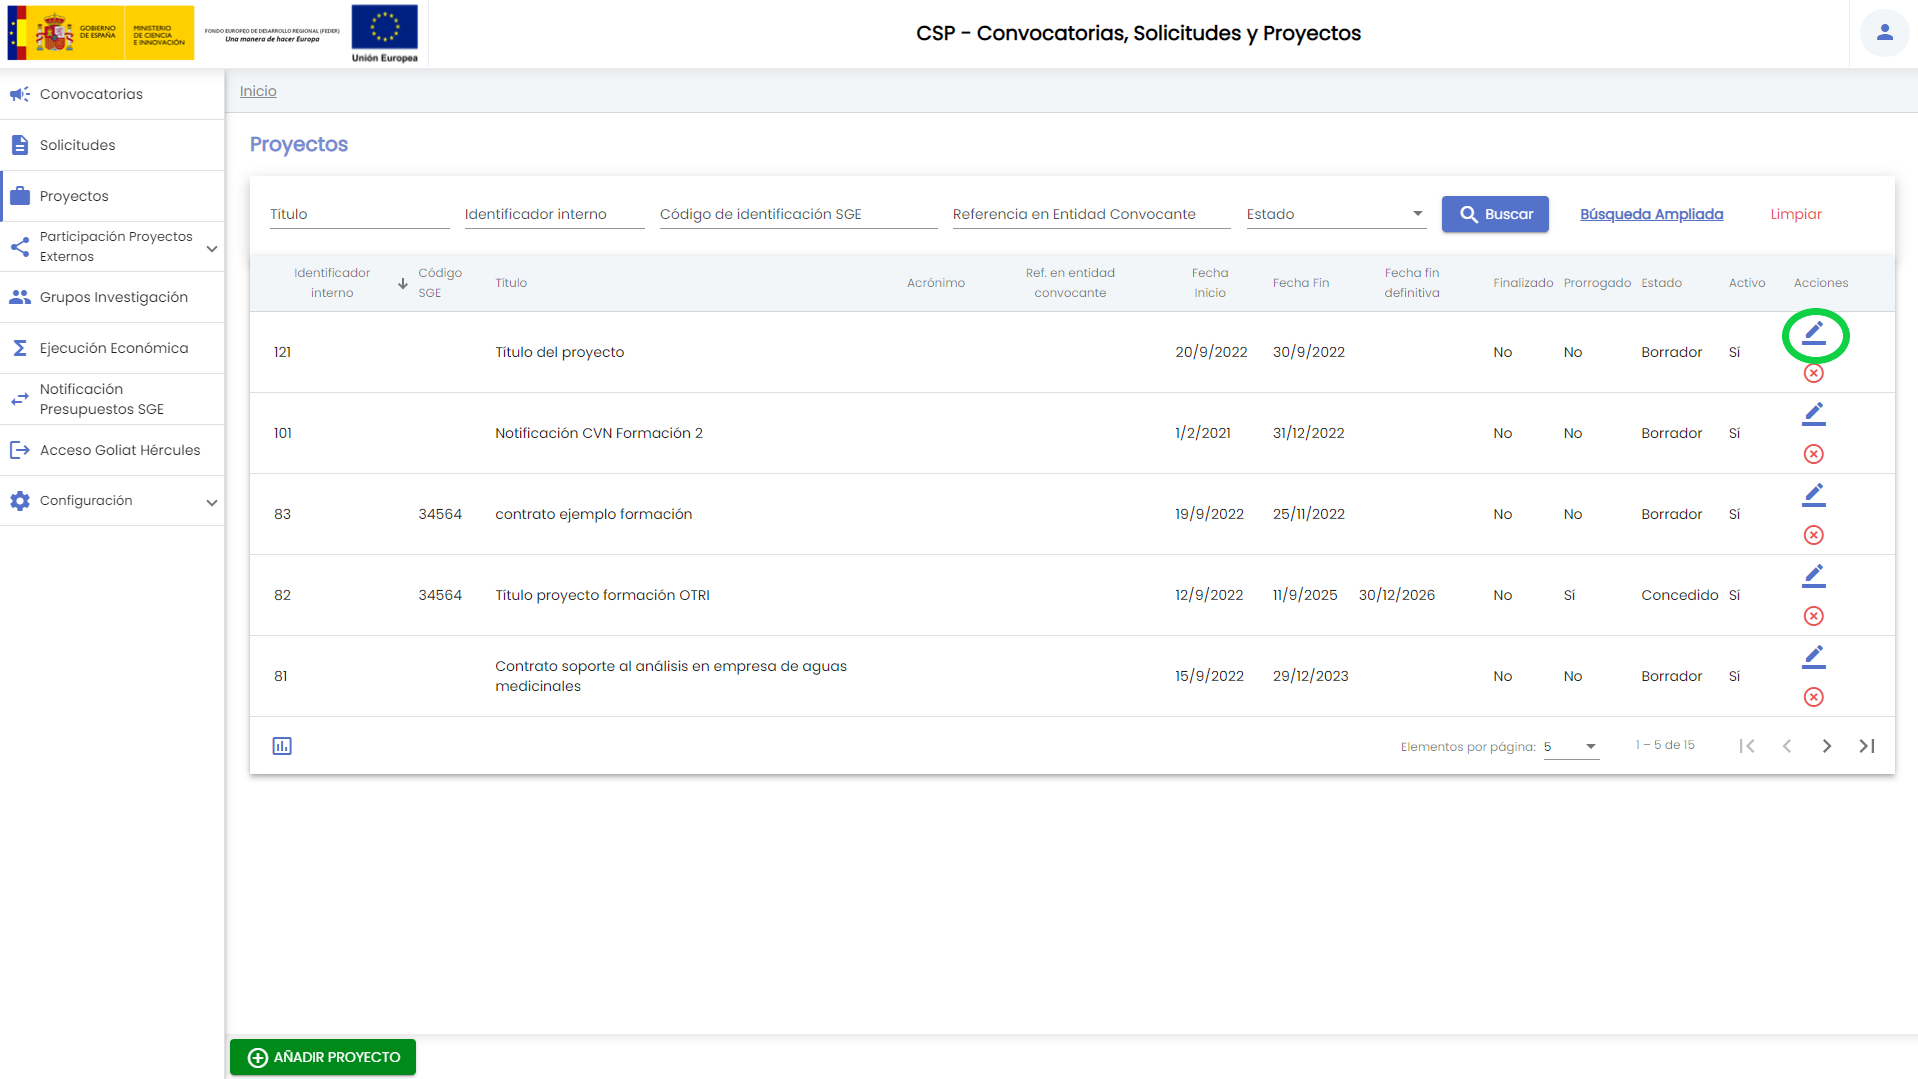 GOBIERNO
DE ESPAÑA
MINISTERIO
DE CIENCIA
E INNOVACIÓN
FONDO EUROPEO DE DESARROLLO REGIONAL (FEDER)
Una manera de hacer Europa
Unión Europea
CSP - Convocatorias, Solicitudes y Proyectos
Convocatorias
Solicitudes
Proyectos
Participación Proyectos
Externos
Grupos Investigación
Ejecución Económica
Notificación
Presupuestos SGE
Acceso Goliat Hércules
Configuración
Inicio
Proyectos
Título Identificador interno Código de identificación SGE Referencia en Entidad Convocante Estado Buscar Búsqueda Ampliada Limpiar
Identificador interno Código SGE Título Acrónimo Ref. en entidad convocante Fecha Inicio Fecha Fin Fecha fin definitiva Finalizado Prorrogado Estado Activo Acciones
121 Título del proyecto 20/9/2022 30/9/2022 No No Borrador Sí
101 Notificación CVN Formación 2 1/2/2021 31/12/2022 No No Borrador Sí
83 34564 contrato ejemplo formación 19/9/2022 25/11/2022 No No Borrador Sí
82 34564 Título proyecto formación OTRI 12/9/2022 11/9/2025 30/12/2026 No Sí Concedido Sí
81 Contrato soporte al análisis en empresa de aguas medicinales 15/9/2022 29/12/2023 No No Borrador Sí
Elementos por página: 5 1 – 5 de 15
AÑADIR PROYECTO